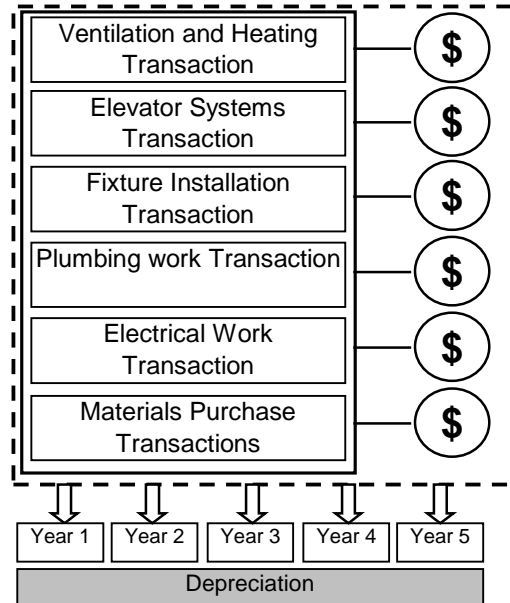 Ventilation and Heating
Transaction
$
Elevator Systems
Transaction
$
Fixture Installation
Transaction
$
Plumbing work Transaction
$
Electrical Work
Transaction
$
Materials Purchase
Transactions
$
Year 1 Year 2 Year 3 Year 4 Year 5
Depreciation